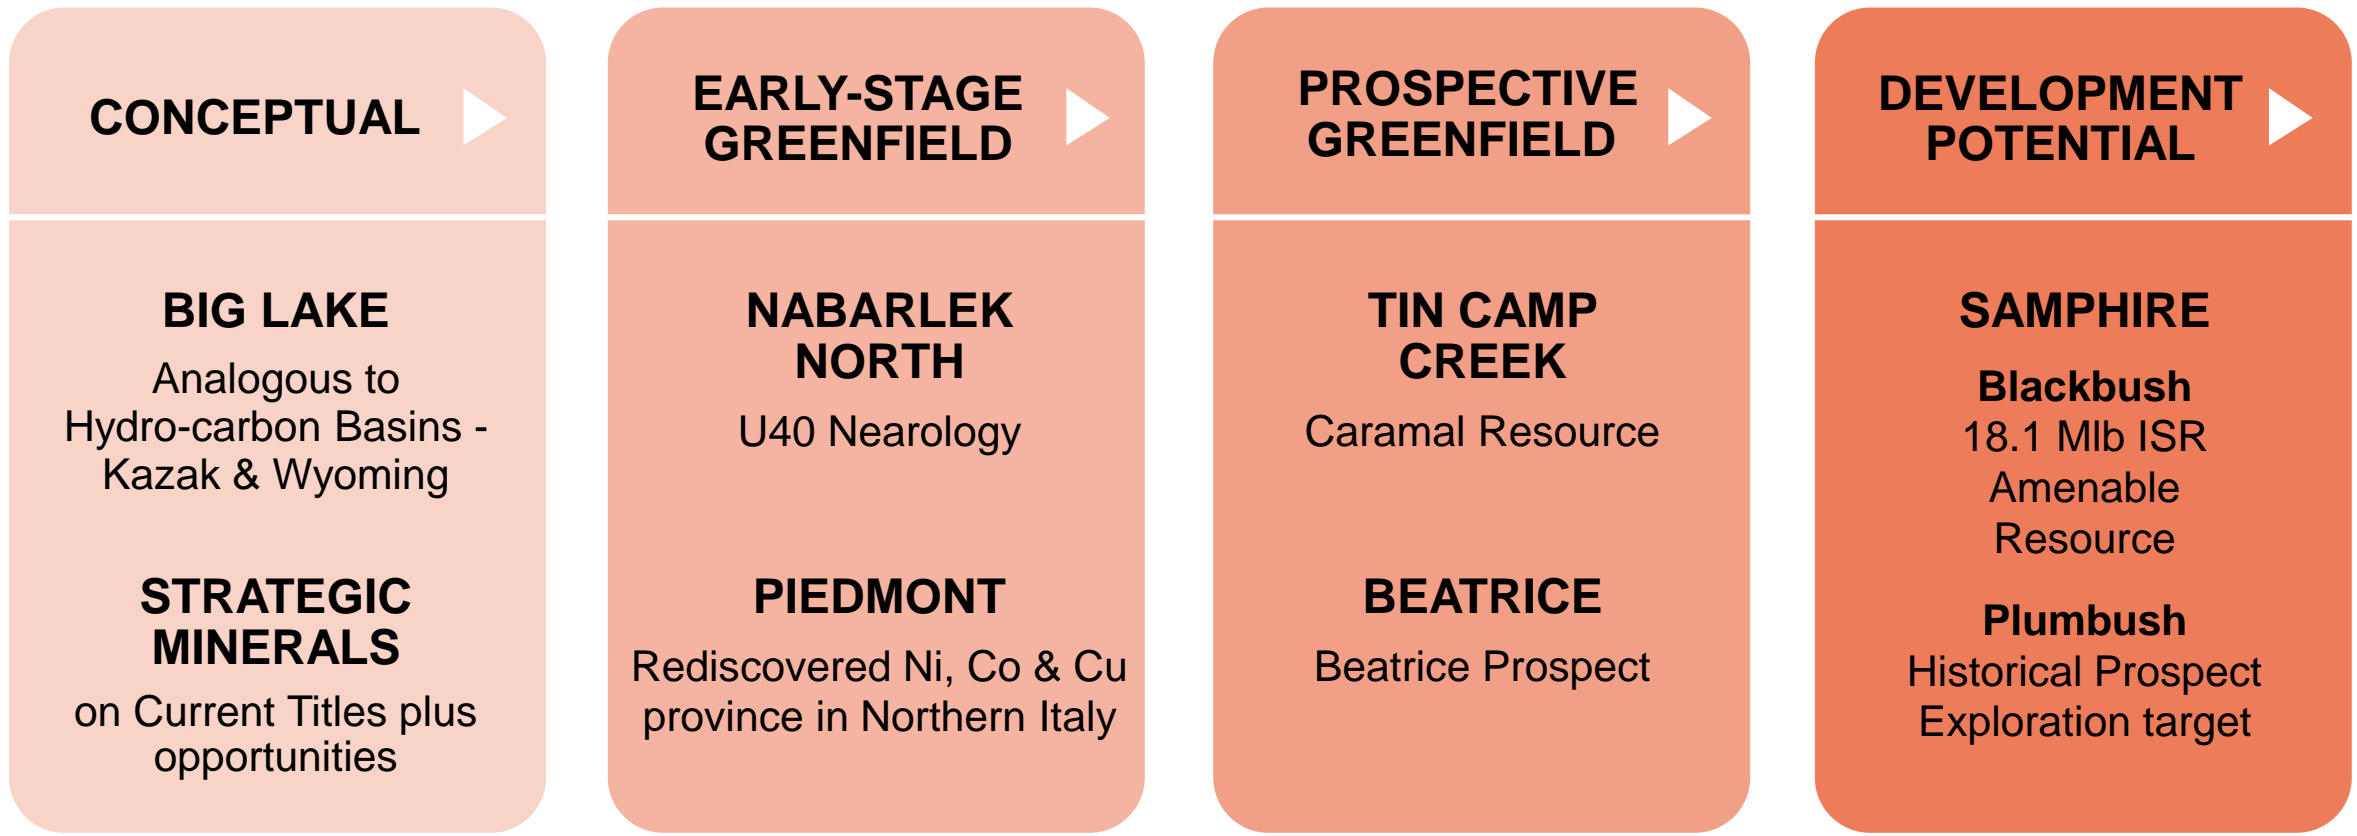 CONCEPTUAL
BIG LAKE
Analogous to
Hydro-carbon Basins -
Kazak & Wyoming
STRATEGIC
MINERALS
on Current Titles plus
opportunities
EARLY-STAGE
GREENFIELD
NABARLEK
NORTH
U40 Nearology
PIEDMONT
Rediscovered Ni, Co & Cu
province in Northern Italy
PROSPECTIVE
GREENFIELD
TIN CAMP
CREEK
Caramal Resource
BEATRICE
Beatrice Prospect
DEVELOPMENT
POTENTIAL
SAMPHIRE
Blackbush
18.1 Mlb ISR
Amenable
Resource
Plumbush
Historical Prospect
Exploration target